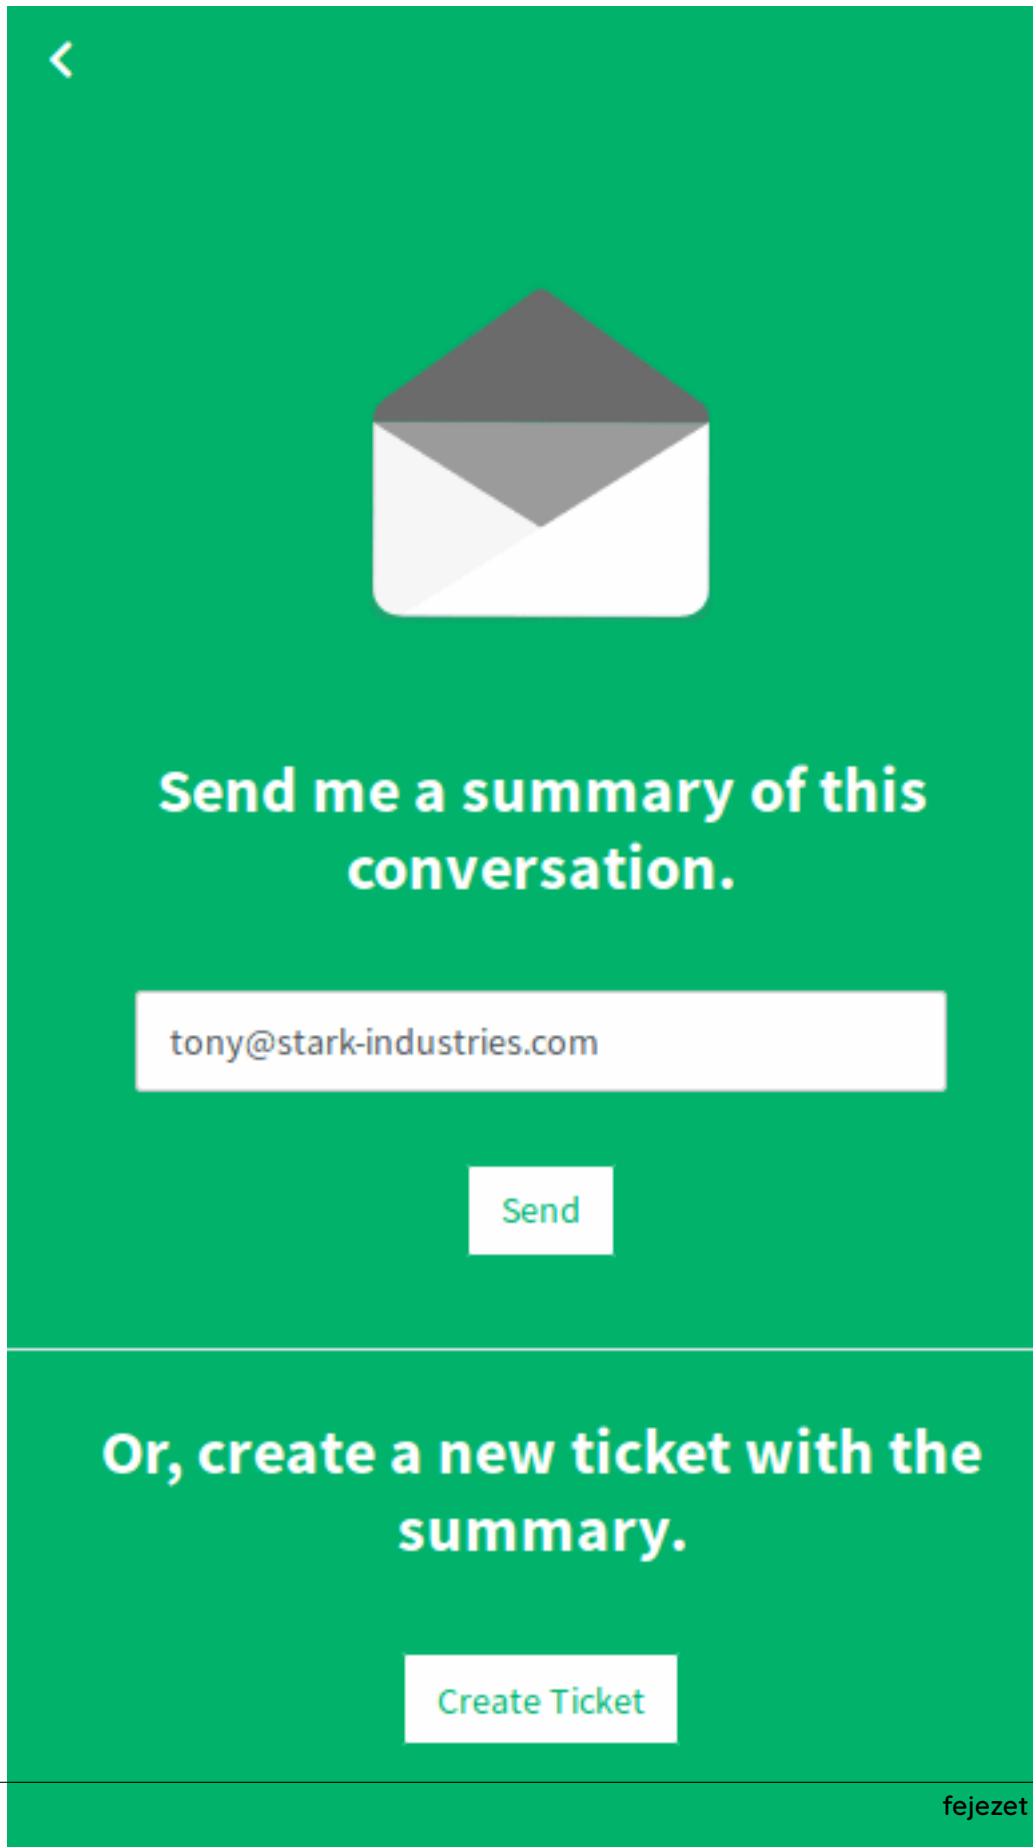 Send me a summary of this
conversation.
tony@stark-industries.com
Send
Or, create a new ticket with the
summary.
Create Ticket
fejezet